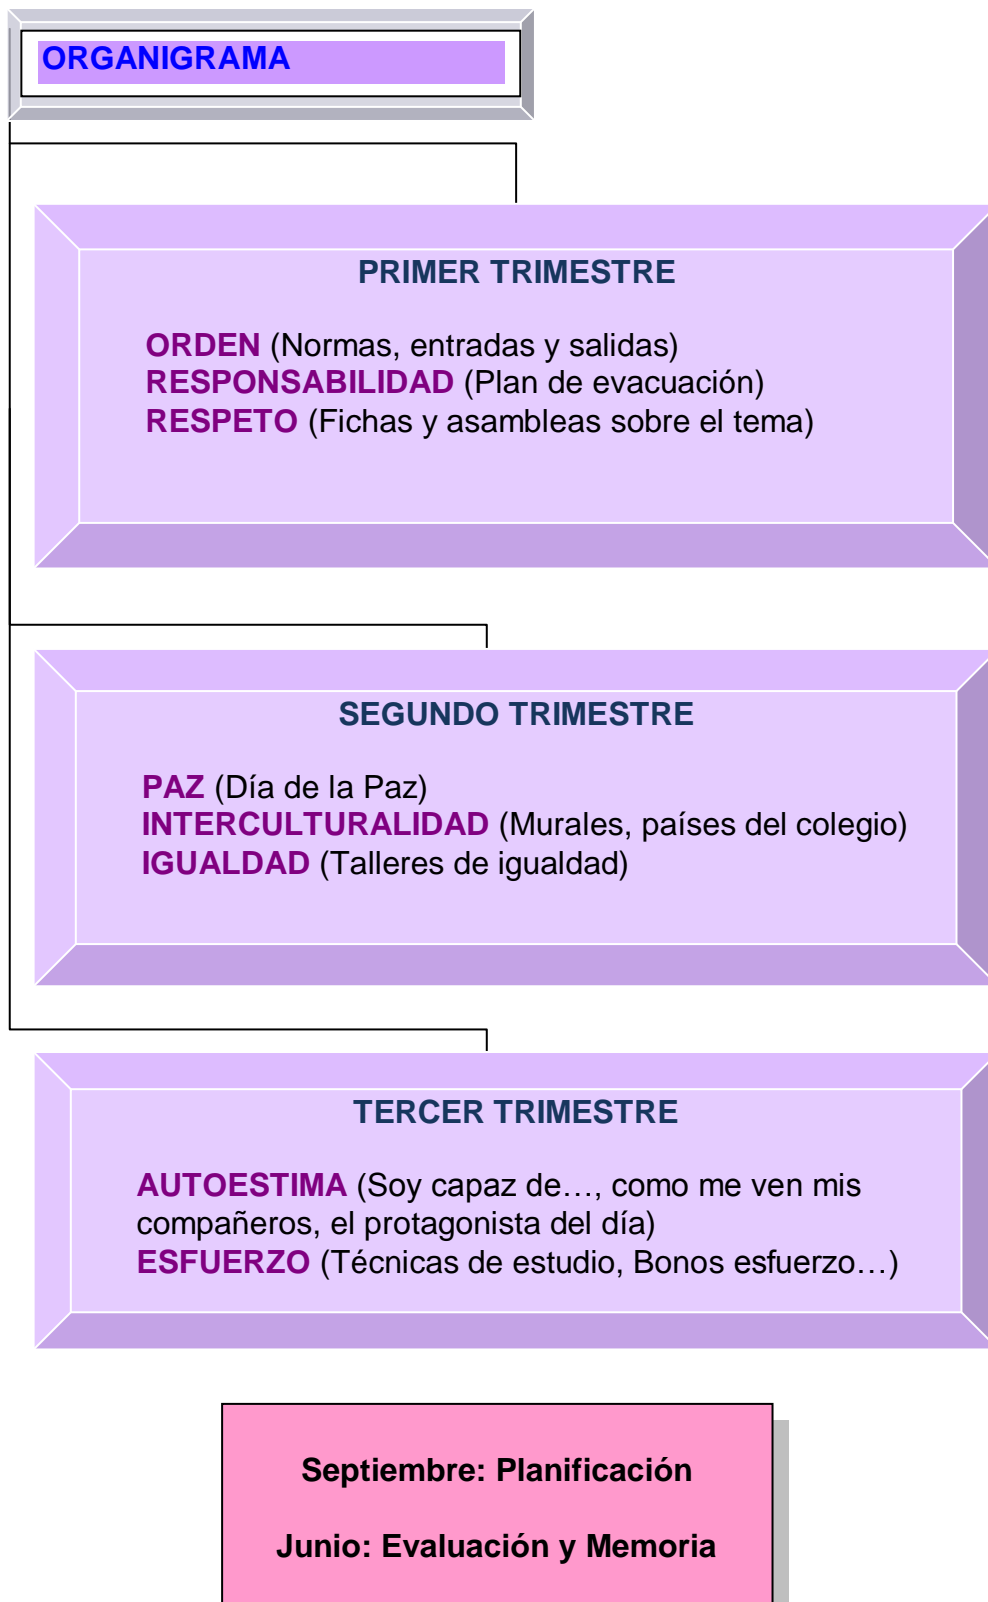 ORGANIGRAMA
PRIMER TRIMESTRE
ORDEN (Normas, entradas y salidas)
RESPONSABILIDAD (Plan de evacuación)
RESPETO (Fichas y asambleas sobre el tema)
SEGUNDO TRIMESTRE
PAZ (Día de la Paz)
INTERCULTURALIDAD (Murales, países del colegio)
IGUALDAD (Talleres de igualdad)
TERCER TRIMESTRE
AUTOESTIMA (Soy capaz de…, como me ven mis
compañeros, el protagonista del día)
ESFUERZO (Técnicas de estudio, Bonos esfuerzo…)
Septiembre: Planificación
Junio: Evaluación y Memoria